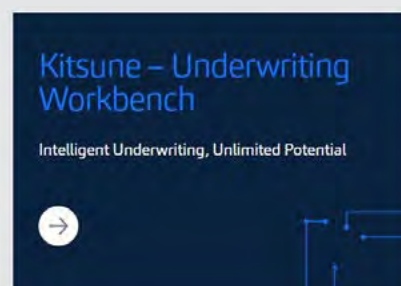 Kitsune – Underwriting
Workbench
Intelligent Underwriting, Unlimited Potential